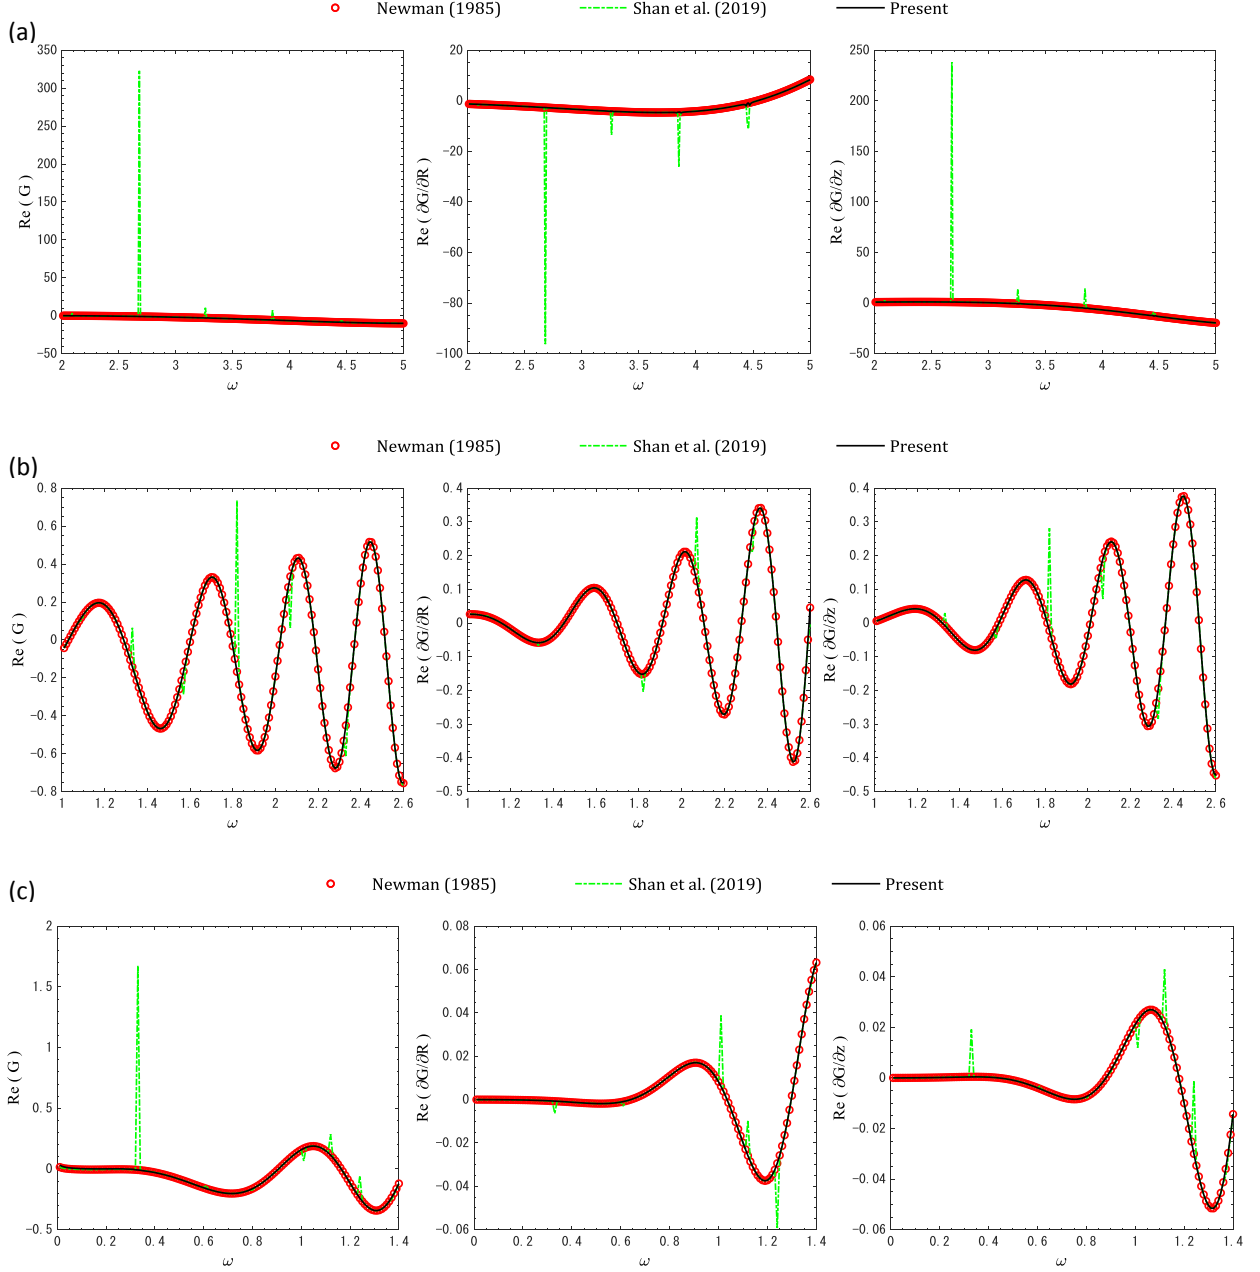 Newman (1985) Shan et al. (2019) Present
(a)
350 300 250 200 150 100 50 0 -50
Re ( G )
2 2.5 3 3.5 4 4.5 5
ω
20 0 -20 -40 -60 -80 -100
Re ( ∂G/∂R )
2 2.5 3 3.5 4 4.5 5
ω
250 200 150 100 50 0 -50
Re ( ∂G/∂z )
2 2.5 3 3.5 4 4.5 5
ω
Newman (1985) Shan et al. (2019) Present
(b)
0.8 0.6 0.4 0.2 0 -0.2 -0.4 -0.6 -0.8
Re ( G )
1 1.2 1.4 1.6 1.8 2 2.2 2.4 2.6
ω
0.4 0.3 0.2 0.1 0 -0.1 -0.2 -0.3 -0.4 -0.5
Re ( ∂G/∂R )
1 1.2 1.4 1.6 1.8 2 2.2 2.4 2.6
ω
0.4 0.3 0.2 0.1 0 -0.1 -0.2 -0.3 -0.4 -0.5
Re ( ∂G/∂z )
1 1.2 1.4 1.6 1.8 2 2.2 2.4 2.6
ω
Newman (1985) Shan et al. (2019) Present
(c)
2 1.5 1 0.5 0 -0.5
Re ( G )
0 0.2 0.4 0.6 0.8 1 1.2 1.4
ω
0.08 0.06 0.04 0.02 0 -0.02 -0.04 -0.06
Re ( ∂G/∂R )
0 0.2 0.4 0.6 0.8 1 1.2 1.4
ω
0.06 0.04 0.02 0 -0.02 -0.04 -0.06
Re ( ∂G/∂z )
0 0.2 0.4 0.6 0.8 1 1.2 1.4
ω